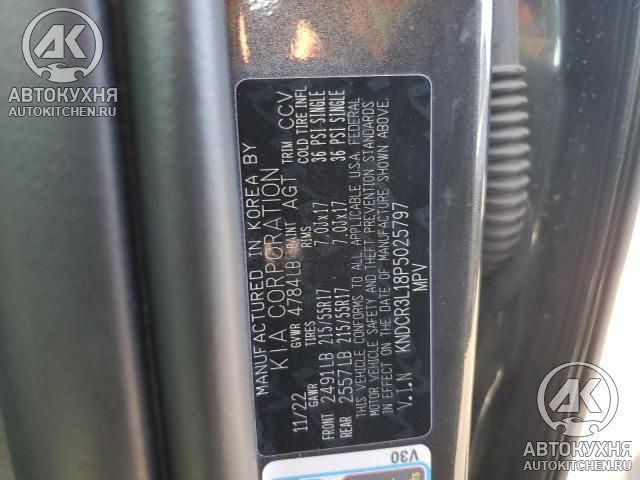 AK
АВТОКУХНЯ
AUTOKITCHEN.RU
MANUFACTURED IN KOREA BY
KIA CORPORATION
11/22 GVWR 4784LB PAINT AGT TRIM CCV
GAWR TIRES RIMS COLD TIRE INFL
FRONT 2491LB 215/55R17 7.0Jx17 36 PSI SINGLE
REAR 2557LB 215/55R17 7.0Jx17 36 PSI SINGLE
THIS VEHICLE CONFORMS TO ALL APPLICABLE U.S.A. FEDERAL
MOTOR VEHICLE SAFETY AND THEFT PREVENTION STANDARDS
IN EFFECT ON THE DATE OF MANUFACTURE SHOWN ABOVE.
V.I.N KNDCR3L18P5025797
MPV
V30
AK
АВТОКУХНЯ
AUTOKITCHEN.RU